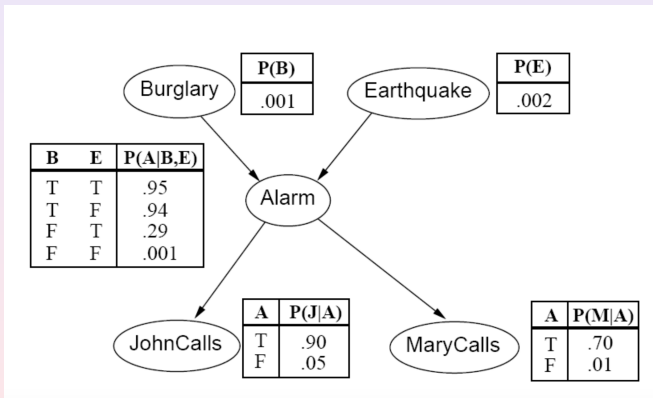 Burglary
P(B)
.001
Earthquake
P(E)
.002
B E P(A|B,E)
T T .95
T F .94
F T .29
F F .001
Alarm
JohnCalls
A P(J|A)
T .90
F .05
MaryCalls
A P(M|A)
T .70
F .01